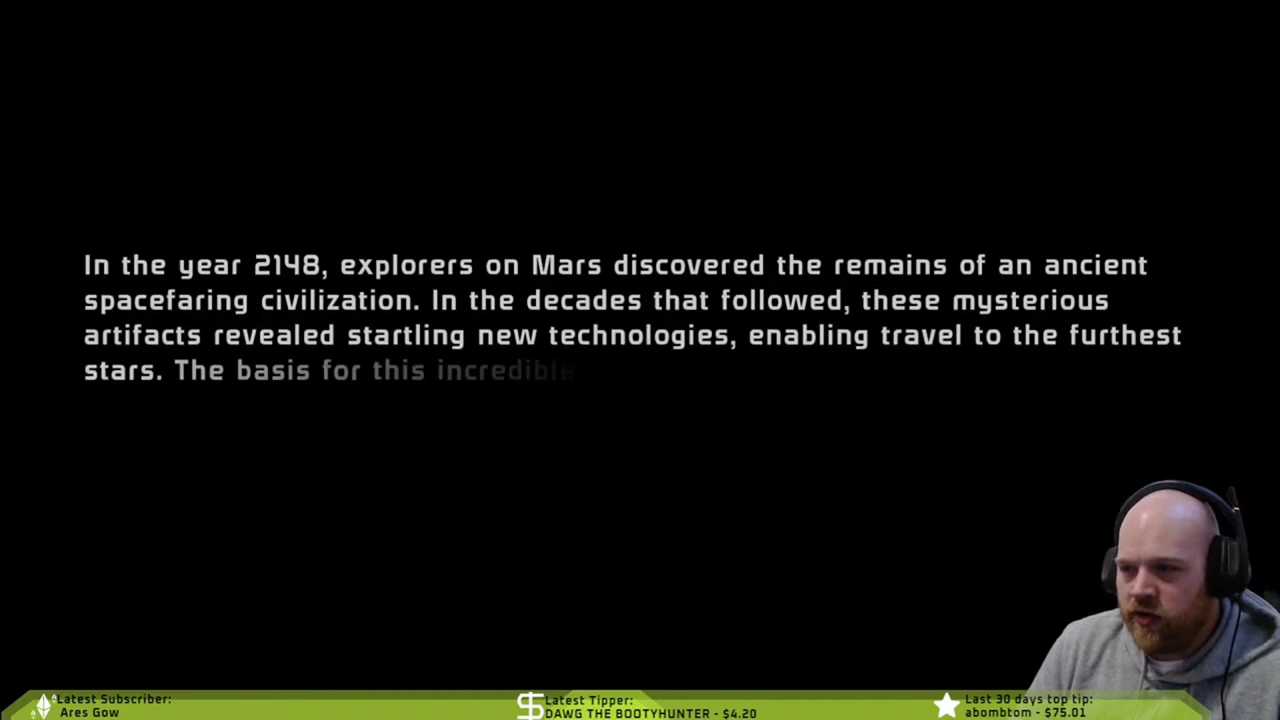 In the year 2148, explorers on Mars discovered the remains of an ancient
spacefaring civilization. In the decades that followed, these mysterious
artifacts revealed startling new technologies, enabling travel to the furthest
stars. The basis for this incredible
Latest Subscriber:
Ares Gow
Latest Tipper:
DAWG THE BOOTYHUNTER - $4.20
Last 30 days top tip:
abombtom - $75.01